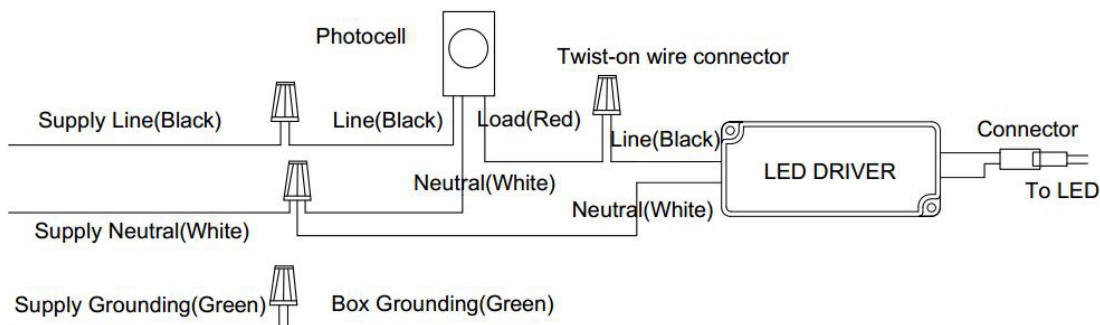 Photocell
Twist-on wire connector
Supply Line(Black)
Line(Black)
Load(Red)
Line(Black)
Connector
LED DRIVER
Neutral(White)
To LED
Neutral(White)
Supply Neutral(White)
Supply Grounding(Green)
Box Grounding(Green)